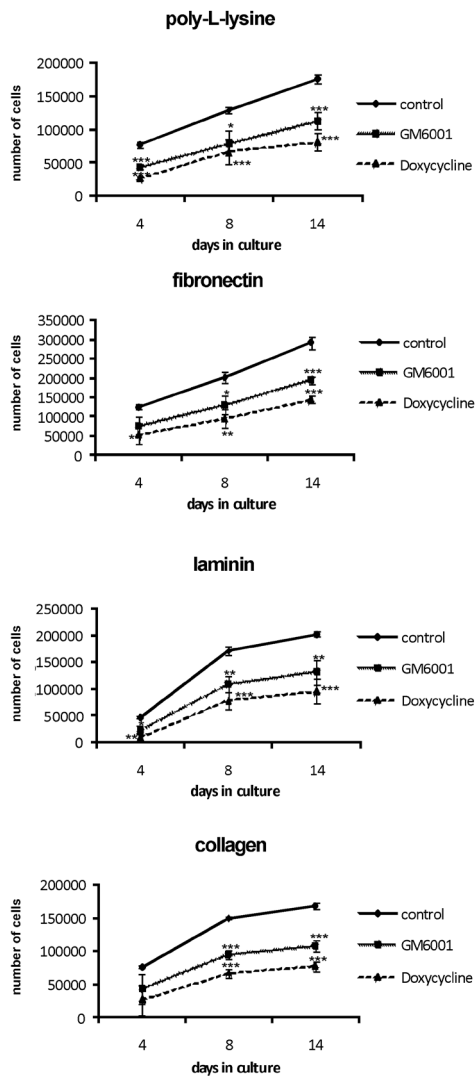 poly-L-lysine
200000
150000
100000
50000
0
number of cells
*** * ***
*** *** ***
control
GM6001
Doxycycline
4 8 14
days in culture
fibronectin
350000
300000
250000
200000
150000
100000
50000
0
number of cells
* ***
* ** ***
control
GM6001
Doxycycline
4 8 14
days in culture
laminin
250000
200000
150000
100000
50000
0
number of cells
* ** **
** *** ***
control
GM6001
Doxycycline
4 8 14
days in culture
collagen
200000
150000
100000
50000
0
number of cells
*** ***
*** ***
control
GM6001
Doxycycline
4 8 14
days in culture